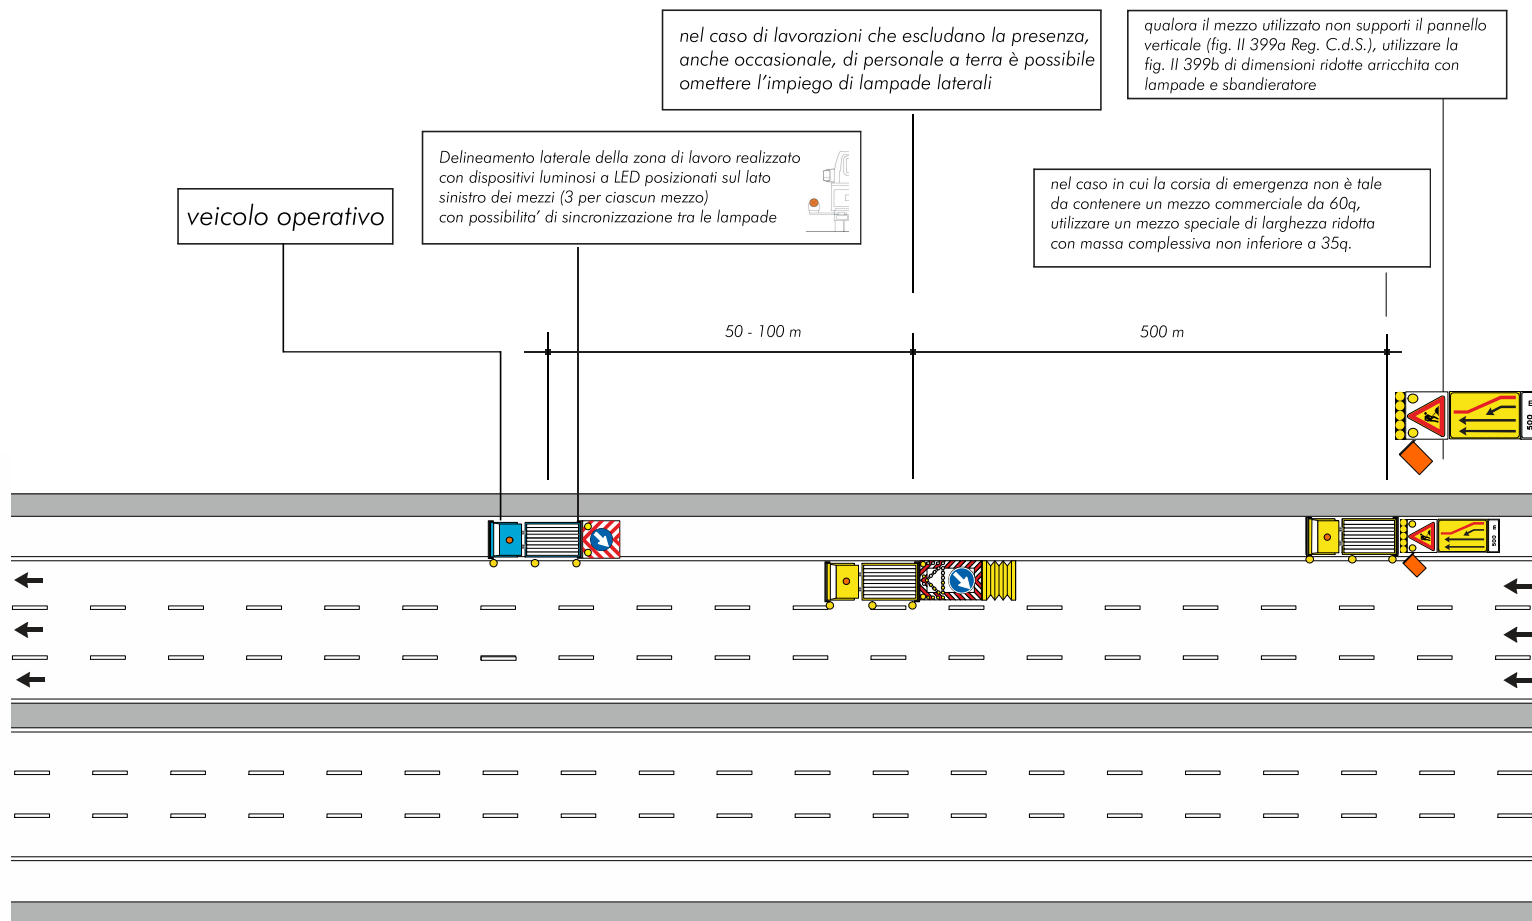 nel caso di lavorazioni che escludano la presenza,
anche occasionale, di personale a terra è possibile
omettere l'impiego di lampade laterali
qualora il mezzo utilizzato non supporti il pannello
verticale (fig. II 399a Reg. C.d.S.), utilizzare la
fig. II 399b di dimensioni ridotte arricchita con
lampade e sbandieratore
Delineamento laterale della zona di lavoro realizzato
con dispositivi luminosi a LED posizionati sul lato
sinistro dei mezzi (3 per ciascun mezzo)
con possibilita' di sincronizzazione tra le lampade
veicolo operativo
nel caso in cui la corsia di emergenza non è tale
da contenere un mezzo commerciale da 60q,
utilizzare un mezzo speciale di larghezza ridotta
con massa complessiva non inferiore a 35q.
50 - 100 m
500 m
500 m
500 m